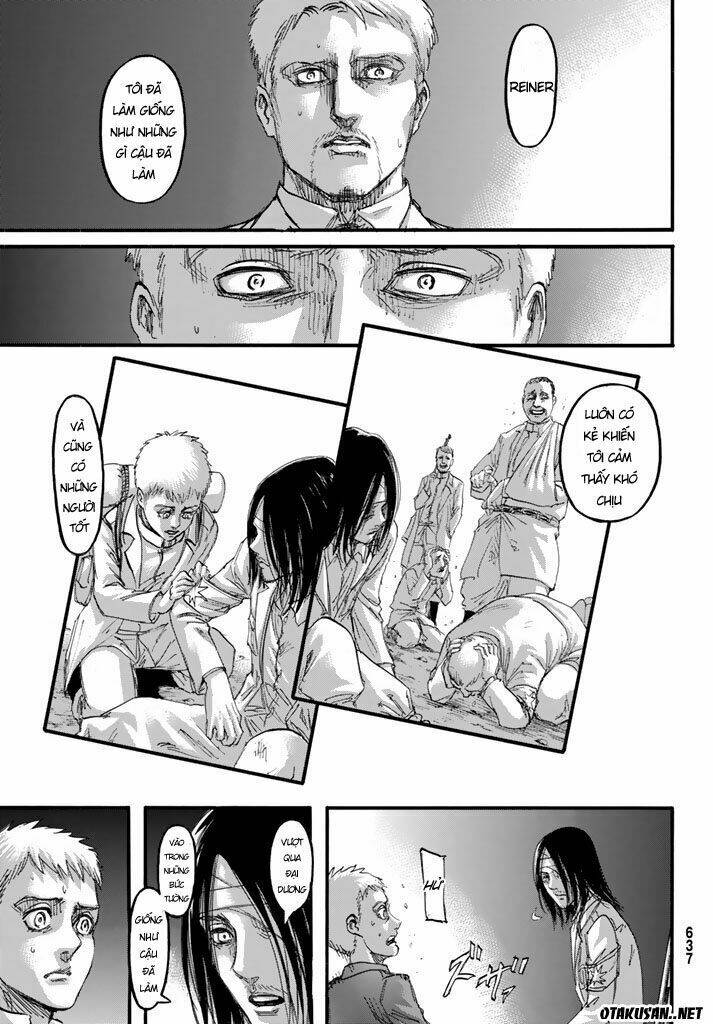 REINER
TÔI ĐÃ
LÀM GIỐNG
NHƯ NHỮNG
GÌ CẬU ĐÃ
LÀM
LUÔN CÓ
KẺ KHIẾN
TÔI CẢM
THẤY KHÓ
CHỊU
VÀ
CŨNG
CÓ
NHỮNG
NGƯỜI
TỐT
HỬ
VƯỢT
QUA
ĐẠI
DƯƠNG
VÀO
TRONG
NHỮNG
BỨC
TƯỜNG
GIỐNG
NHƯ CẬU
ĐÃ LÀM
637
OTAKUSAN..NET